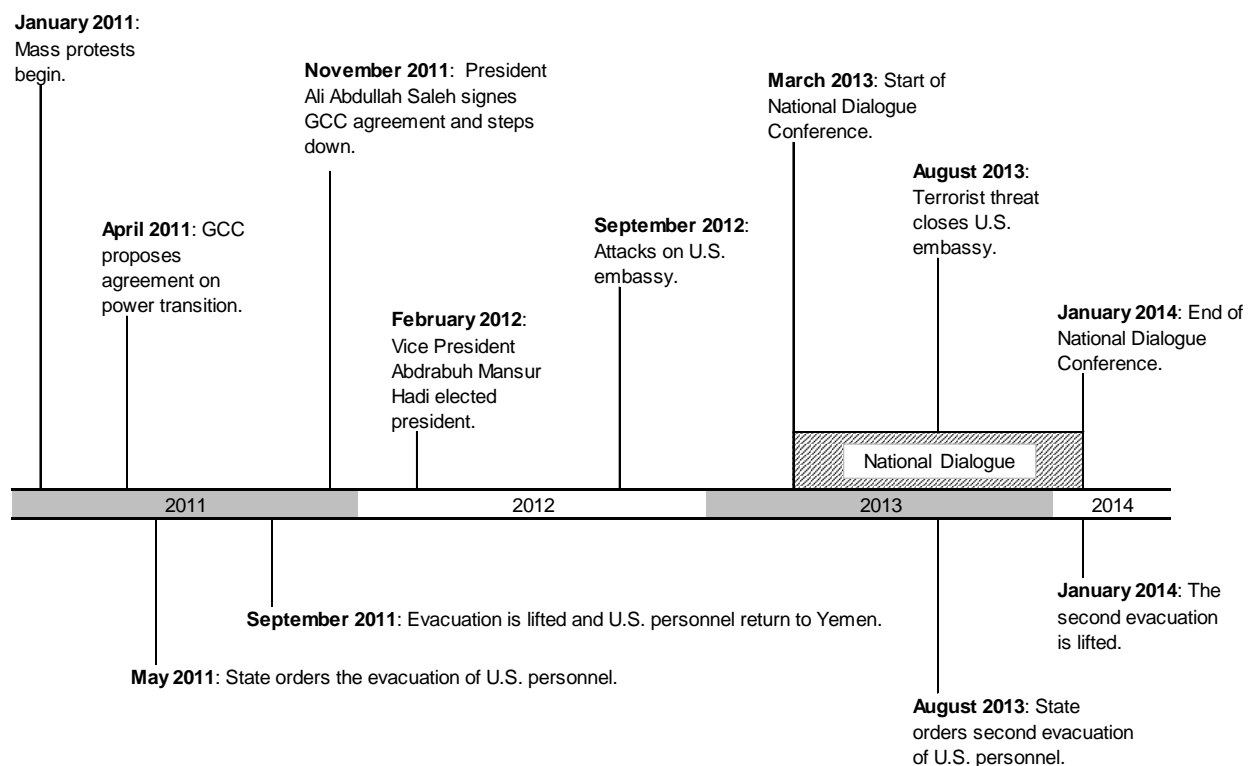 January 2011:
Mass protests
begin.
November 2011:  President
Ali Abdullah Saleh signes
GCC agreement and steps
down.
March 2013: Start of
National Dialogue
Conference.
August 2013:
Terrorist threat
closes U.S.
embassy.
April 2011: GCC
proposes
agreement on
power transition.
September 2012:
Attacks on U.S.
embassy.
February 2012:
Vice President
Abdrabuh Mansur
Hadi elected
president.
January 2014: End of
National Dialogue
Conference.
National Dialogue
2011
2012
2013
2014
September 2011: Evacuation is lifted and U.S. personnel return to Yemen.
May 2011: State orders the evacuation of U.S. personnel.
January 2014: The
second evacuation
is lifted.
August 2013: State
orders second evacuation
of U.S. personnel.